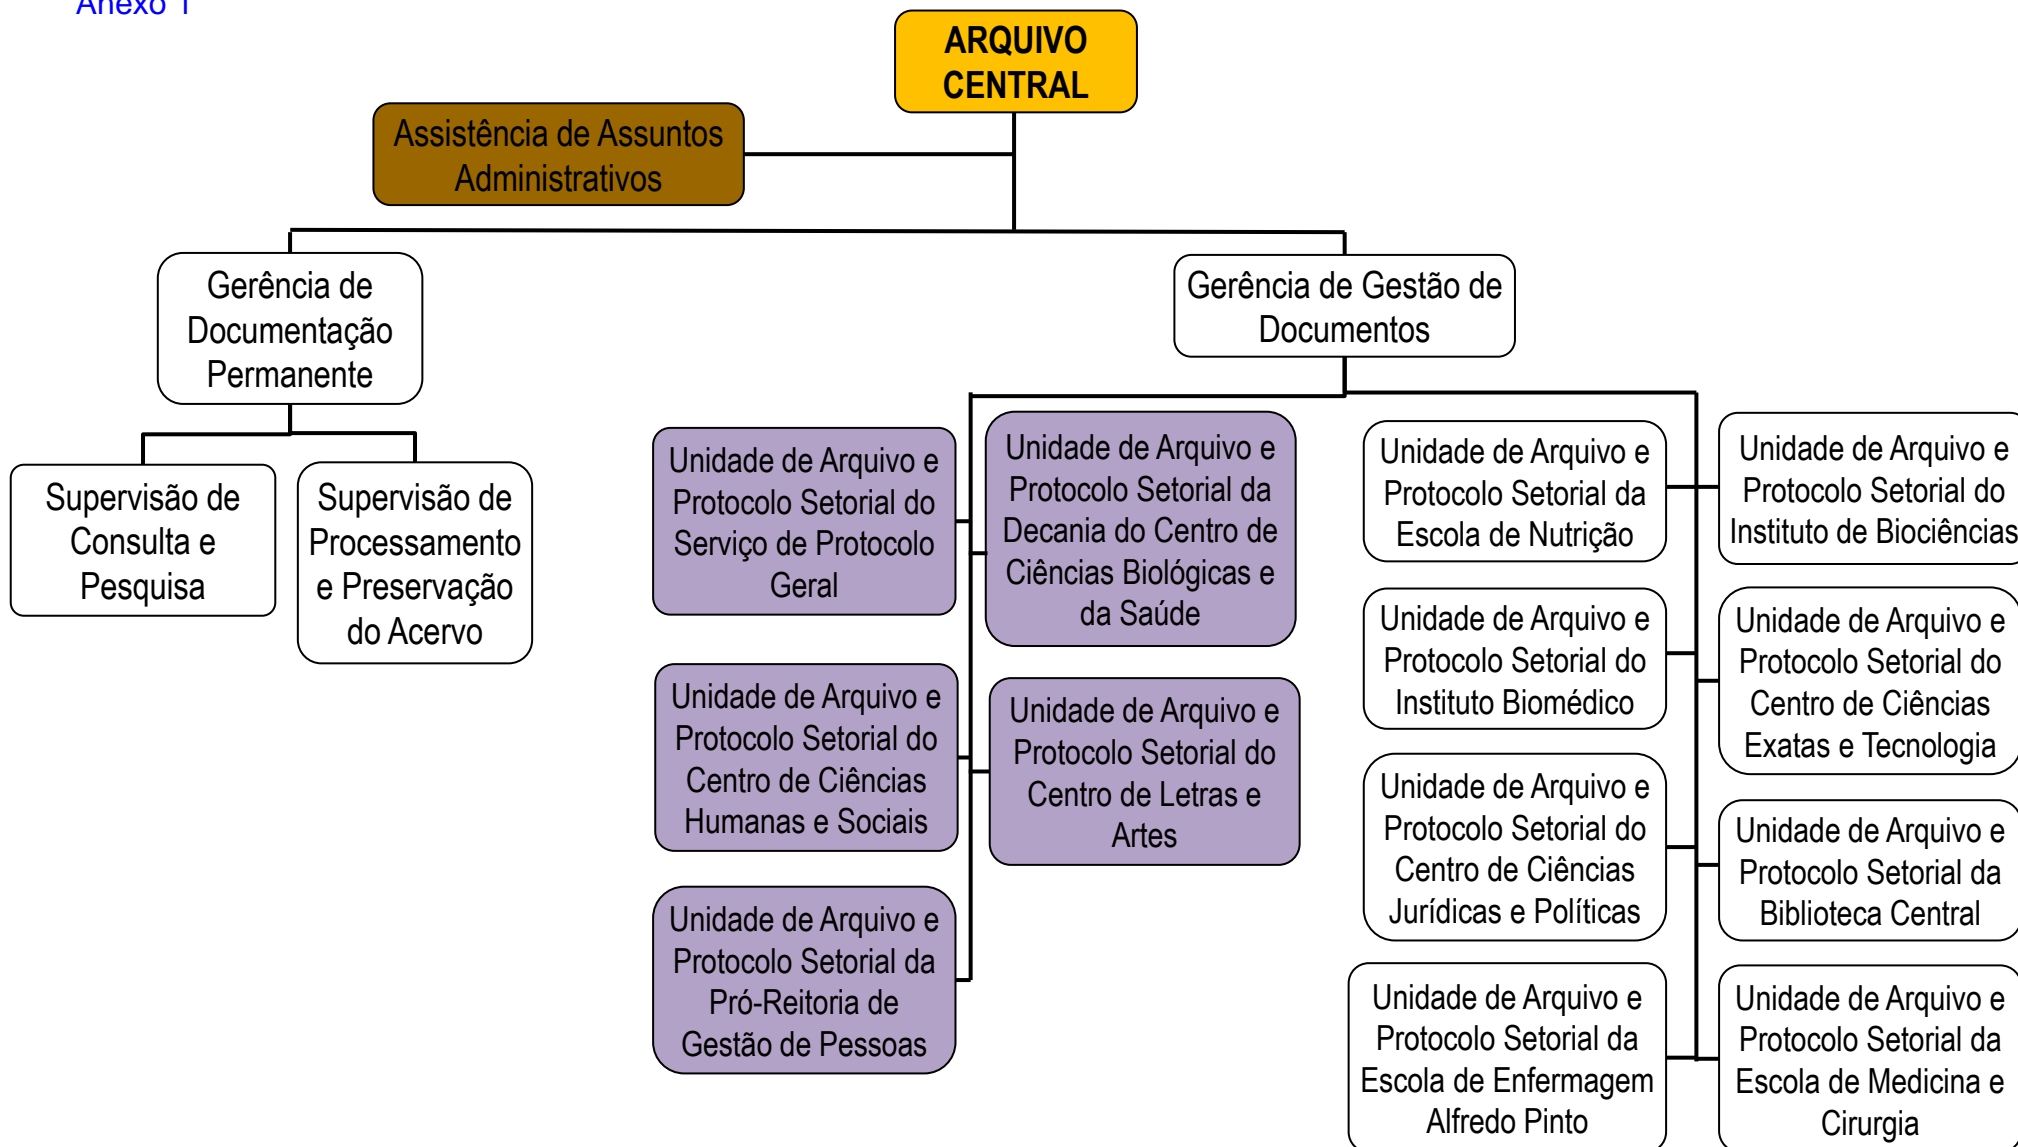 Anexo 1
ARQUIVO
CENTRAL
Assistência de Assuntos
Administrativos
Gerência de
Documentação
Permanente
Gerência de Gestão de
Documentos
Supervisão de
Consulta e
Pesquisa
Supervisão de
Processamento
e Preservação
do Acervo
Unidade de Arquivo e
Protocolo Setorial do
Serviço de Protocolo
Geral
Unidade de Arquivo e
Protocolo Setorial da
Decania do Centro de
Ciências Biológicas e
da Saúde
Unidade de Arquivo e
Protocolo Setorial do
Centro de Ciências
Humanas e Sociais
Unidade de Arquivo e
Protocolo Setorial do
Centro de Letras e
Artes
Unidade de Arquivo e
Protocolo Setorial da
Pró-Reitoria de
Gestão de Pessoas
Unidade de Arquivo e
Protocolo Setorial da
Escola de Nutrição
Unidade de Arquivo e
Protocolo Setorial do
Instituto de Biociências
Unidade de Arquivo e
Protocolo Setorial do
Instituto Biomédico
Unidade de Arquivo e
Protocolo Setorial do
Centro de Ciências
Exatas e Tecnologia
Unidade de Arquivo e
Protocolo Setorial do
Centro de Ciências
Jurídicas e Políticas
Unidade de Arquivo e
Protocolo Setorial da
Biblioteca Central
Unidade de Arquivo e
Protocolo Setorial da
Escola de Enfermagem
Alfredo Pinto
Unidade de Arquivo e
Protocolo Setorial da
Escola de Medicina e
Cirurgia